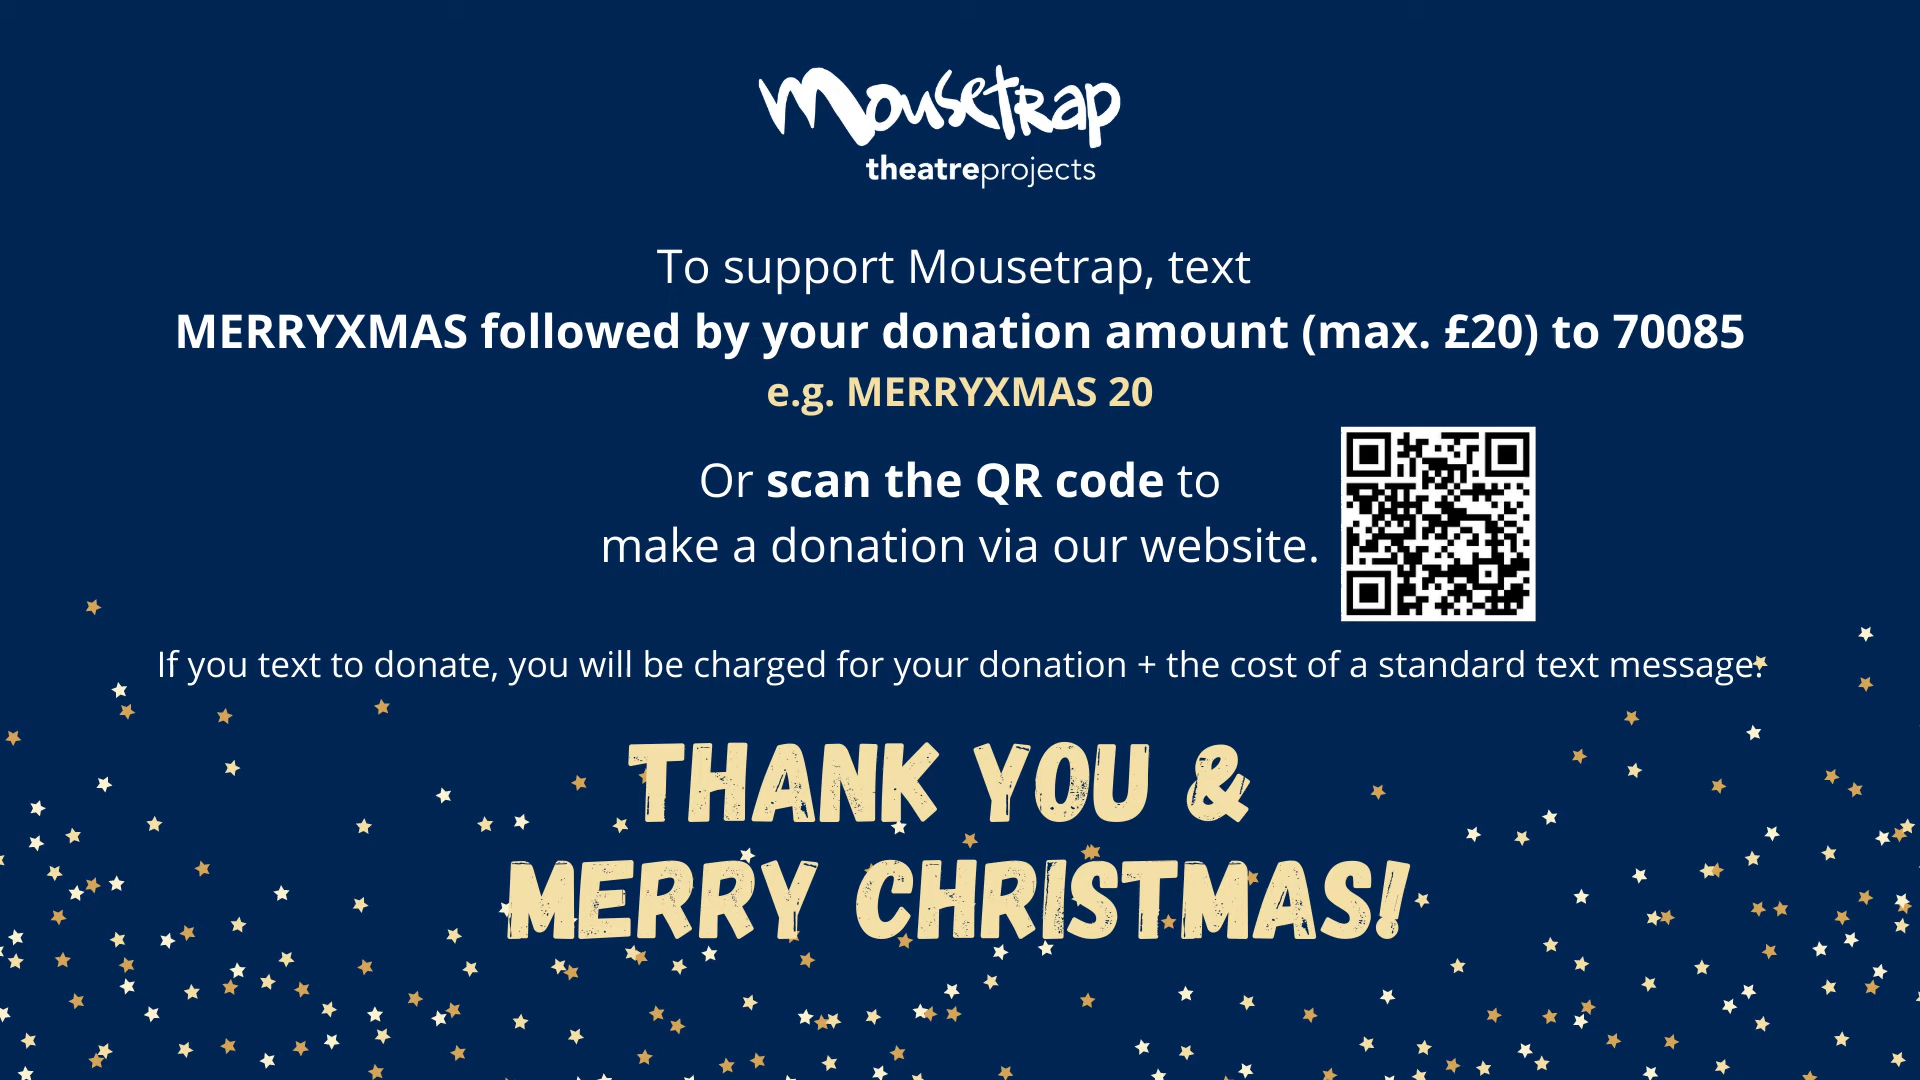 Mousetrap
theatreprojects
To support Mousetrap, text
MERRYXMAS followed by your donation amount (max. £20) to 70085
e.g. MERRYXMAS 20
Or scan the QR code to
make a donation via our website.
If you text to donate, you will be charged for your donation + the cost of a standard text message.
THANK YOU &
MERRY CHRISTMAS!